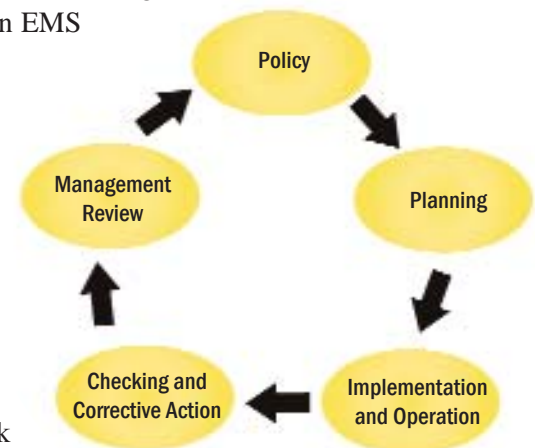 n EMS
Policy
Planning
Implementation
and Operation
Checking and
Corrective Action
Management
Review
k